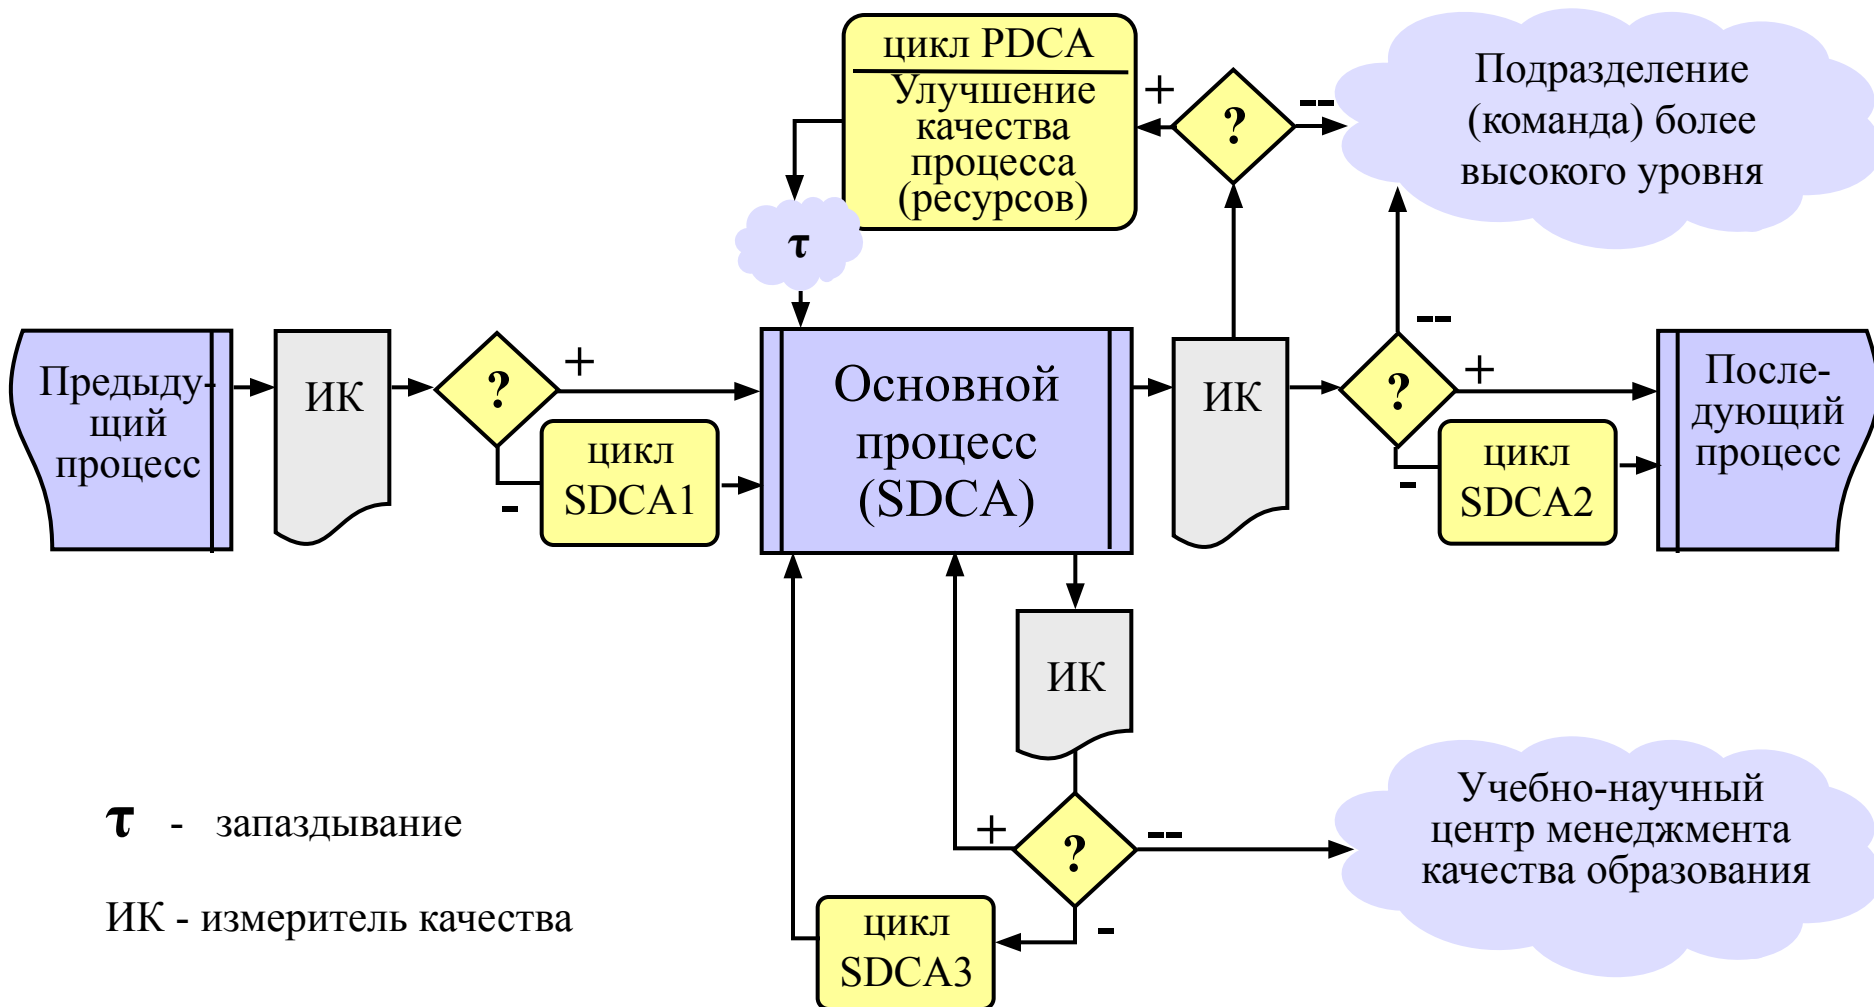 цикл PDCA
Улучшение
качества
процесса
(ресурсов)
+
?
--
Подразделение
(команда) более
высокого уровня
τ
Предыду-
щий
процесс
ИК
?
+
-
цикл
SDCA1
Основной
процесс
(SDCA)
ИК
--
?
+
-
цикл
SDCA2
После-
дующий
процесс
ИК
+
?
--
-
цикл
SDCA3
Учебно-научный
центр менеджмента
качества образования
τ - запаздывание
ИК - измеритель качества